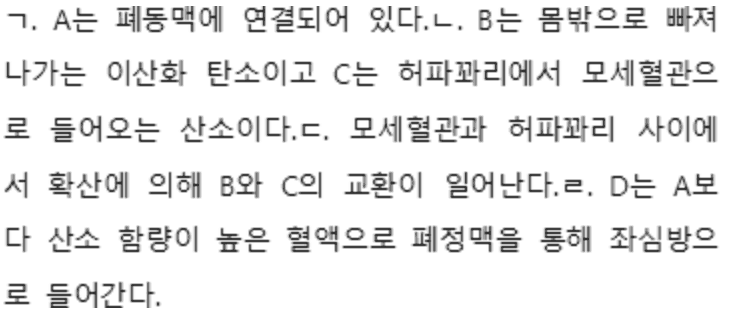 ㄱ. A는 폐동맥에 연결되어 있다.ㄴ. B는 몸밖으로 빠져
나가는 이산화 탄소이고 C는 허파꽈리에서 모세혈관으
로 들어오는 산소이다.ㄷ. 모세혈관과 허파꽈리 사이에
서 확산에 의해 B와 C의 교환이 일어난다.ㄹ. D는 A보
다 산소 함량이 높은 혈액으로 폐정맥을 통해 좌심방으
로 들어간다.